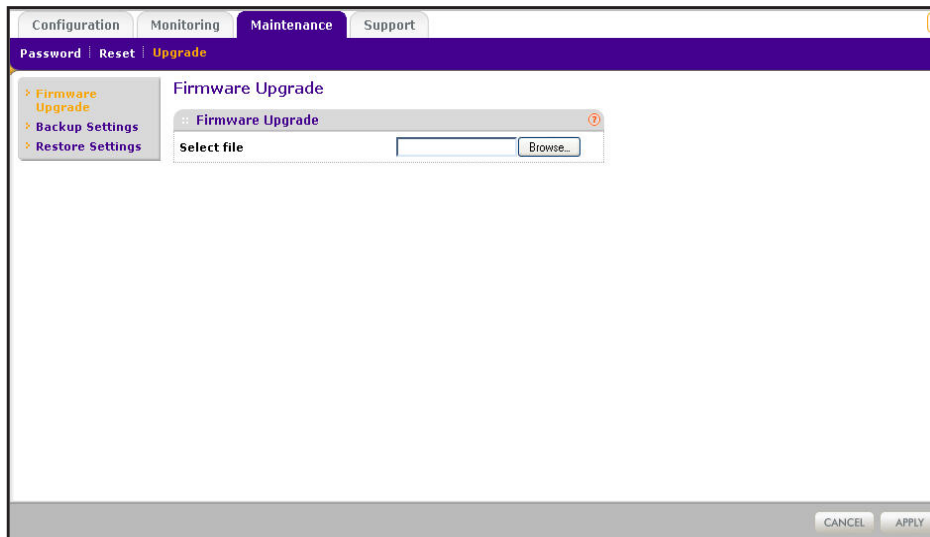 Configuration Monitoring Maintenance Support
Password Reset Upgrade
Firmware
Upgrade
Backup Settings
Restore Settings
Firmware Upgrade
Firmware Upgrade ?
Select file Browse...
CANCEL APPLY